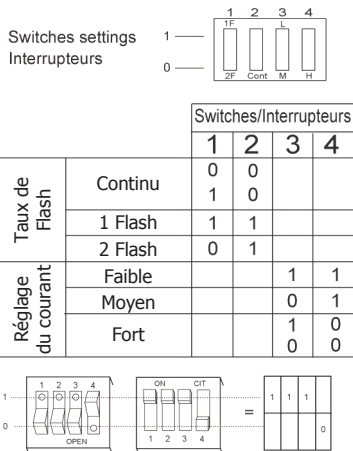 1 2 3 4
1F L
Switches settings 1
Interrupteurs
0
2F Cont M H
Switches/Interrupteurs
1 2 3 4
Taux de Flash
Continu
0 0
1 0
1 Flash 1 1
2 Flash 0 1
Réglage du courant
Faible 1 1
Moyen 0 1
Fort
1 0
0 0
1 2 3 4
1
0
OPEN
ON CIT
1 2 3 4
=
1 1 1
0